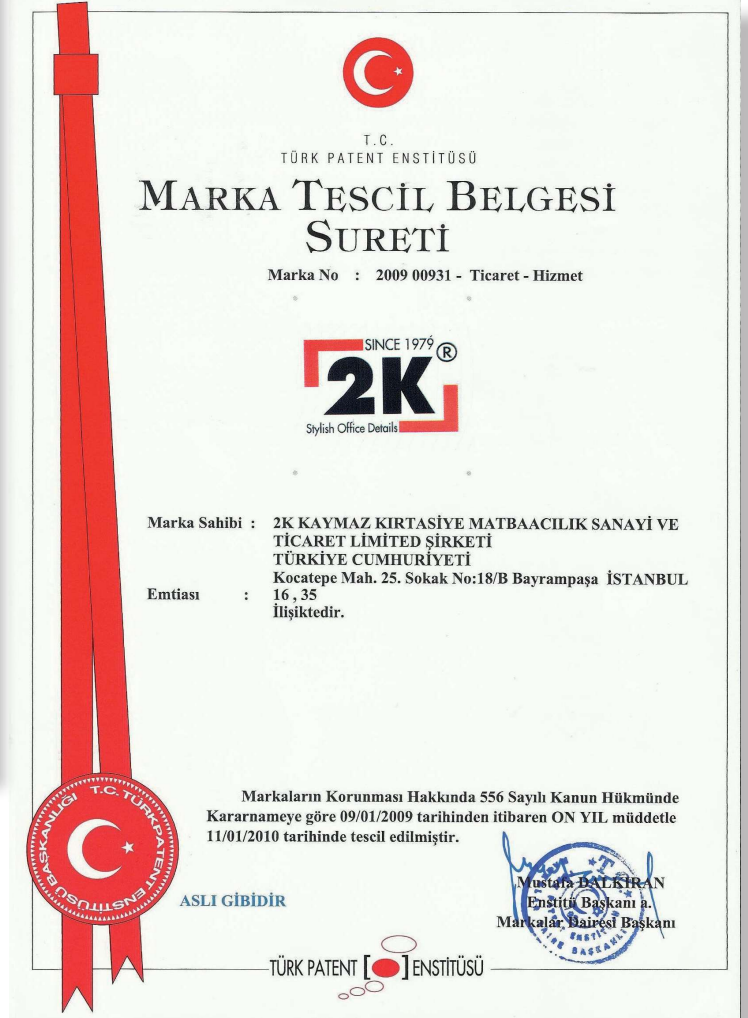 T.C.
TÜRK PATENT ENSTİTÜSÜ
MARKA TESCİL BELGESİ
SURETİ
Marka No : 2009 00931 - Ticaret - Hizmet
SINCE 1979 ®
2K
Stylish Office Details
Marka Sahibi : 2K KAYMAZ KIRTASİYE MATBAACILIK SANAYİ VE
TİCARET LİMİTED ŞİRKETİ
TÜRKİYE CUMHURİYETİ
Kocatepe Mah. 25. Sokak No:18/B Bayrampaşa İSTANBUL
Emtiası : 16 , 35
İlişiktedir.
Markaların Korunması Hakkında 556 Sayılı Kanun Hükmünde
Kararnameye göre 09/01/2009 tarihinden itibaren ON YIL müddetle
11/01/2010 tarihinde tescil edilmiştir.
T.C. TÜRK PATENT ENSTİTÜSÜ BAŞKANLIĞI
ASLI GİBİDİR
Mustafa DALKIRAN
Enstitü Başkanı a.
Markalar Dairesi Başkanı
TÜRK PATENT [ ] ENSTİTÜSÜ